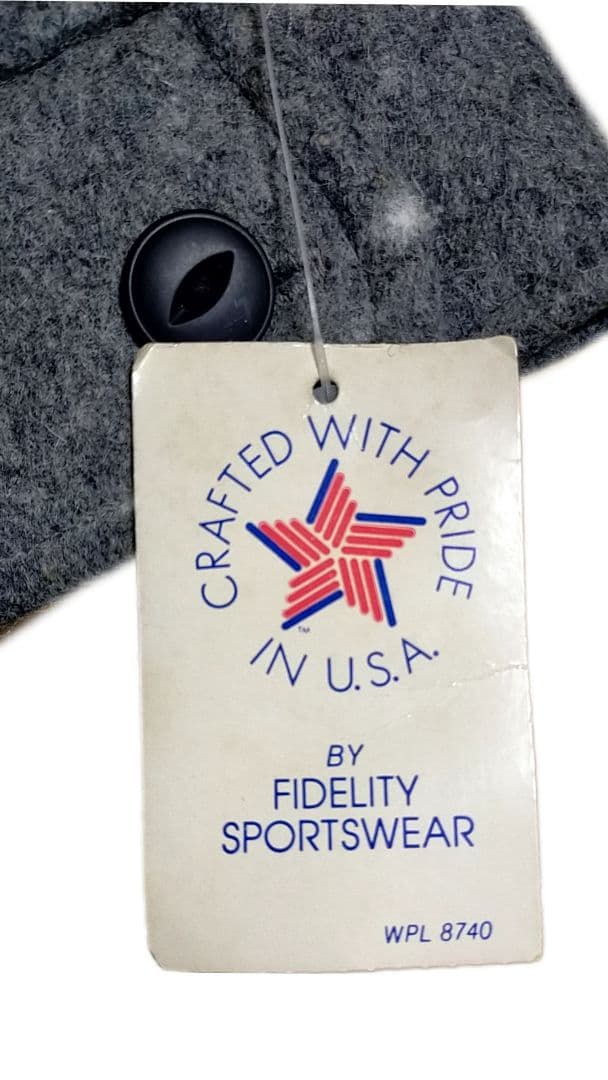 CRAFTED WITH PRIDE
IN U.S.A.
TM
BY
FIDELITY
SPORTSWEAR
WPL 8740